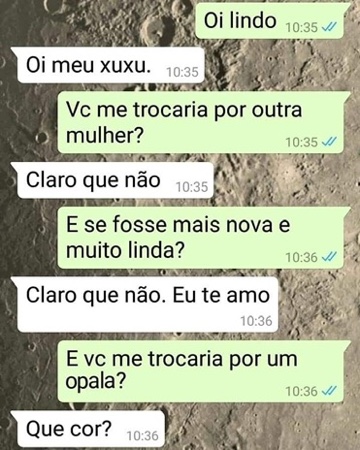 Oi lindo 10:35
Oi meu xuxu. 10:35
Vc me trocaria por outra
mulher? 10:35
Claro que não 10:35
E se fosse mais nova e
muito linda? 10:36
Claro que não. Eu te amo
10:36
E vc me trocaria por um
opala? 10:36
Que cor? 10:36